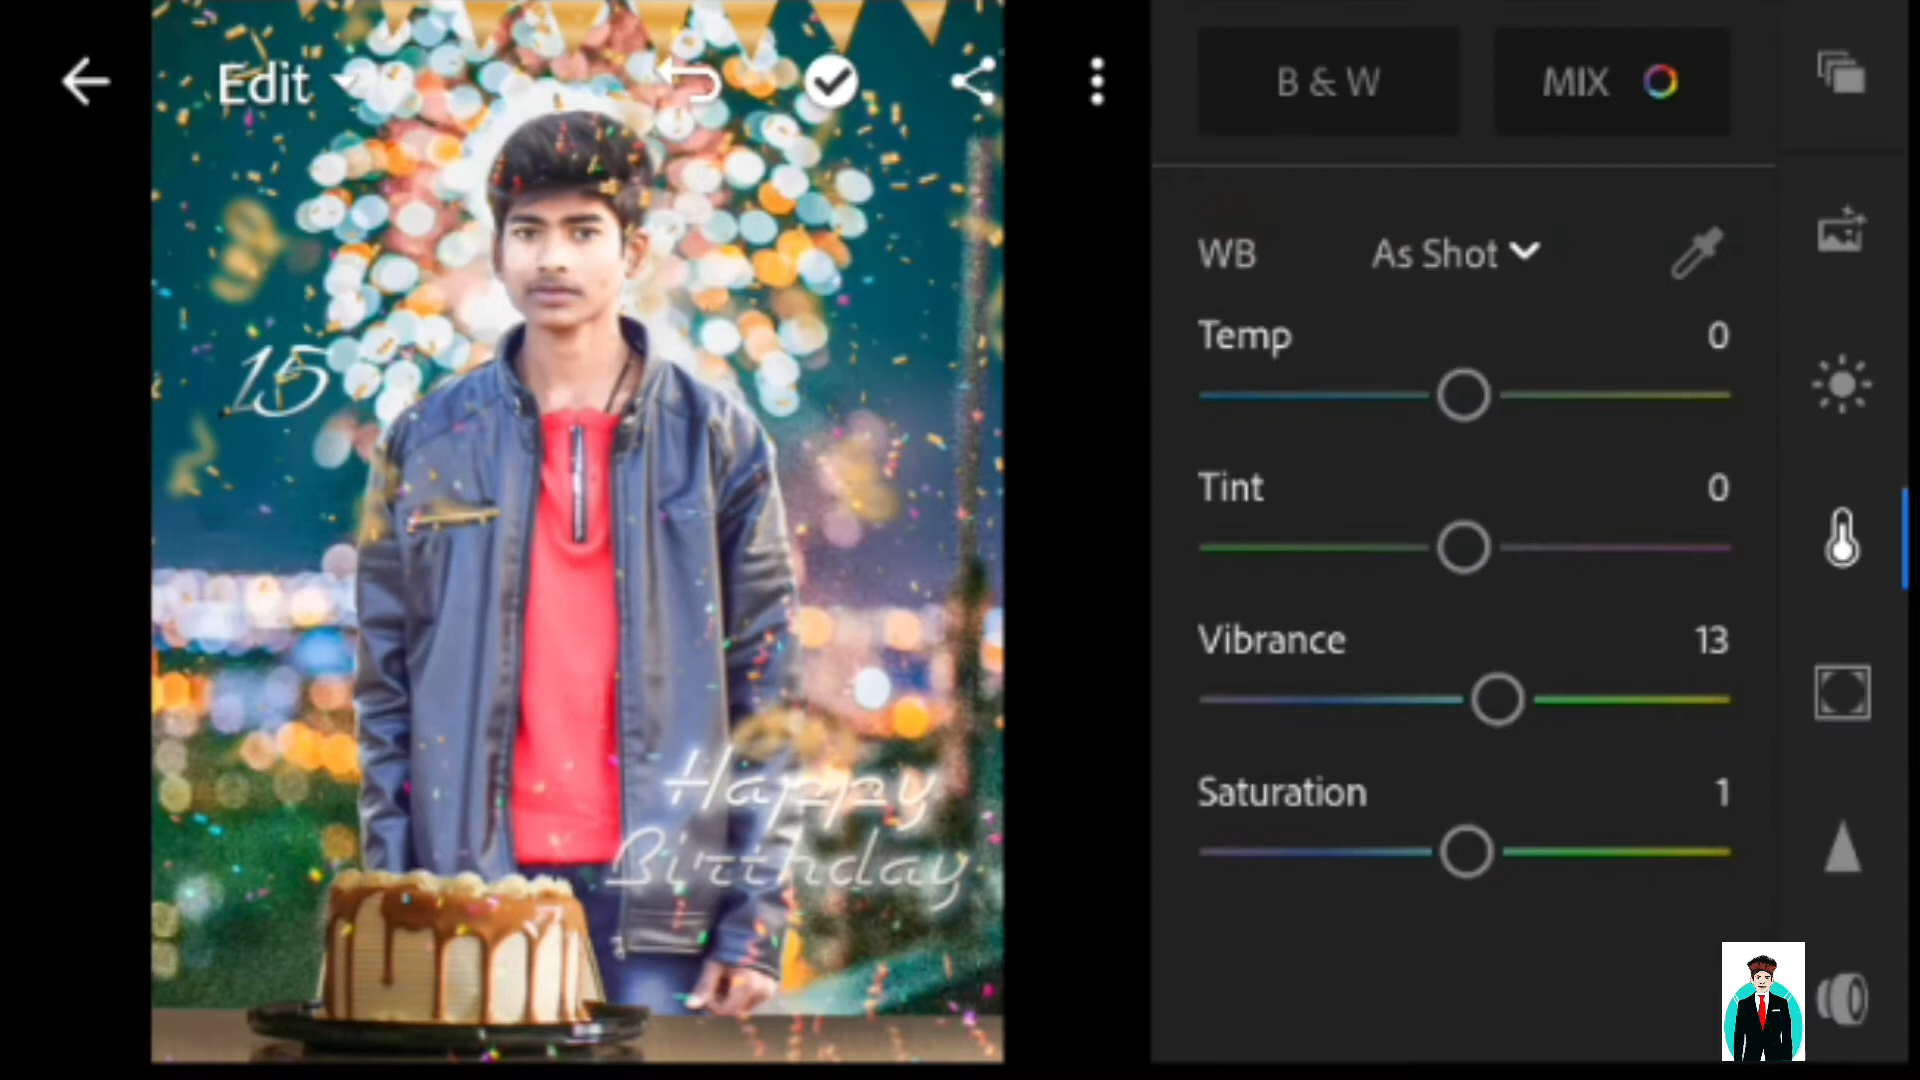 Edit
B & W
MIX
WB
As Shot
Temp
0
Tint
0
Vibrance
13
Saturation
1
15
Happy
Birthday